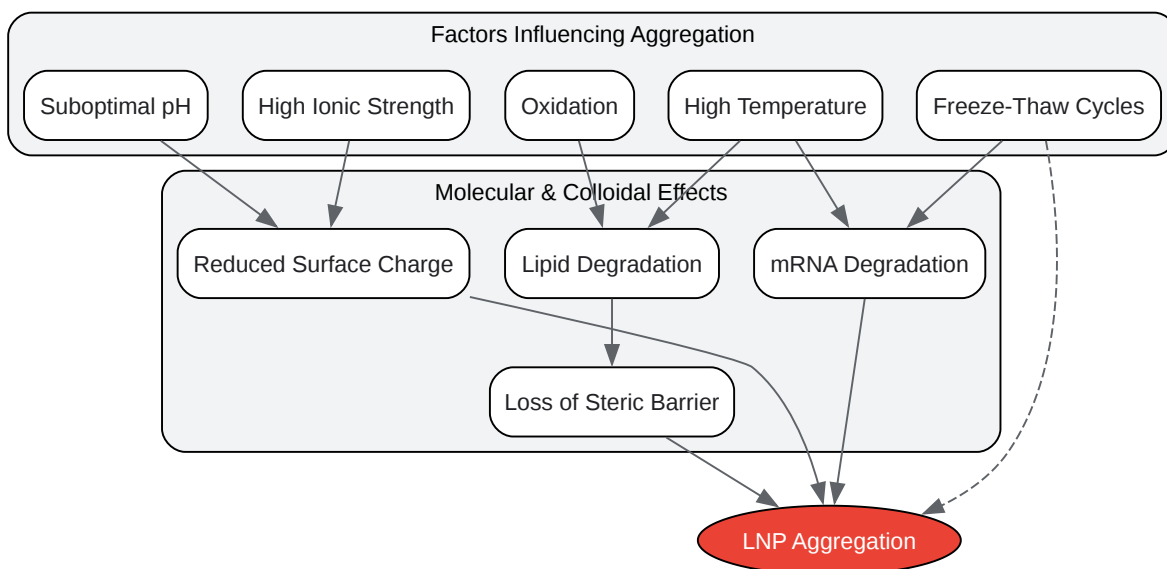 Factors Influencing Aggregation
Suboptimal pH
High Ionic Strength
Oxidation
High Temperature
Freeze-Thaw Cycles
Molecular & Colloidal Effects
Reduced Surface Charge
Lipid Degradation
mRNA Degradation
Loss of Steric Barrier
LNP Aggregation